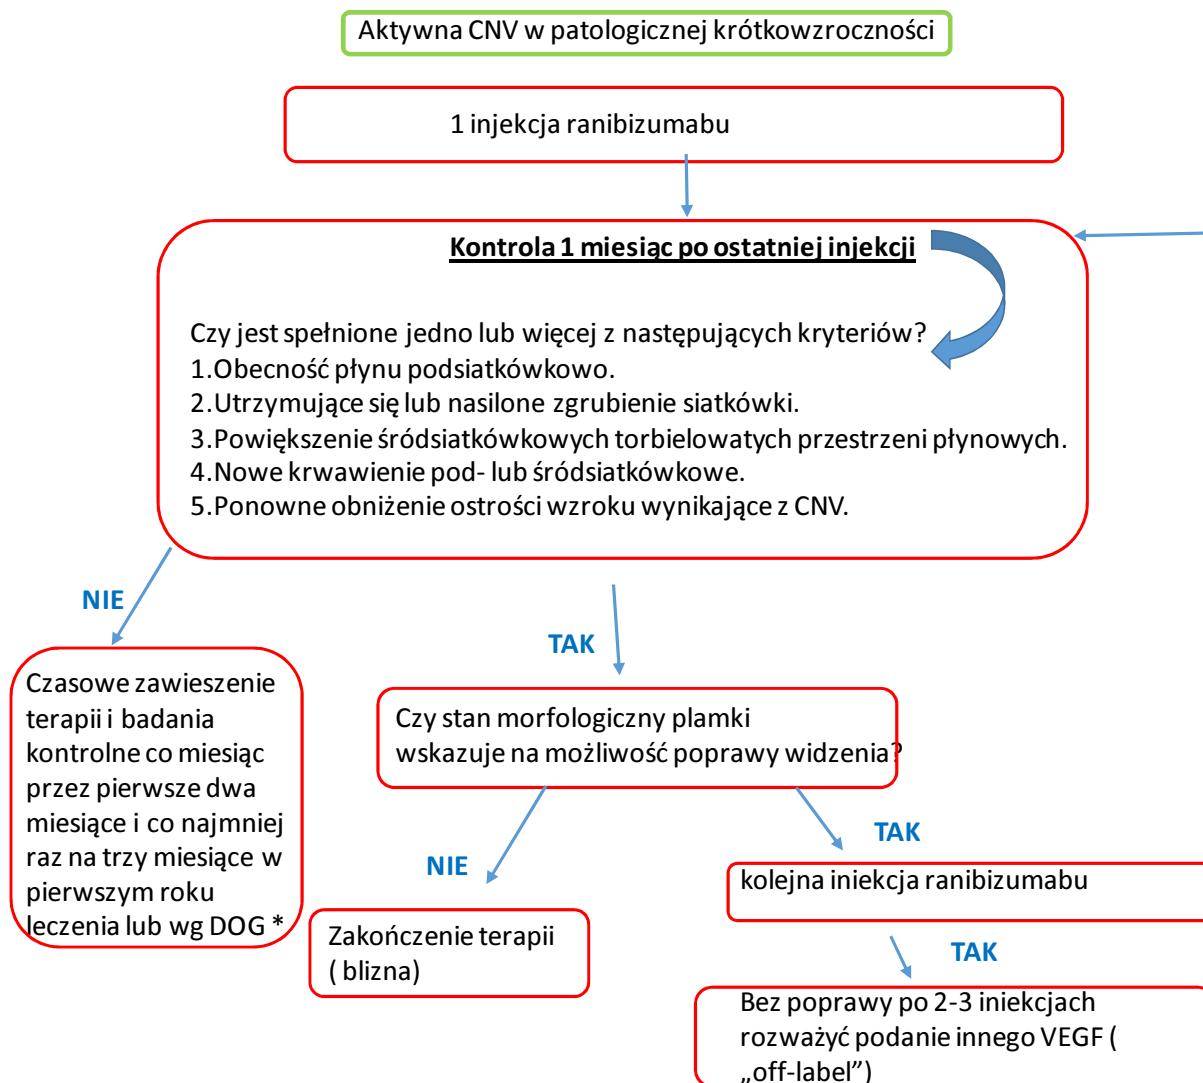 Aktywna CNV w patologicznej krótkowzroczności
1 injekcja ranibizumabu
Kontrola 1 miesiąc po ostatniej injekcji
Czy jest spełnione jedno lub więcej z następujących kryteriów?
1.Obecność płynu podsiatkówkowo.
2.Utrzymujące się lub nasilone zgrubienie siatkówki.
3.Powiększenie śródsiatkówkowych torbielowatych przestrzeni płynowych.
4.Nowe krwawienie pod- lub śródsiatkówkowe.
5.Ponowne obniżenie ostrości wzroku wynikające z CNV.
NIE
TAK
Czasowe zawieszenie
terapii i badania
kontrolne co miesiąc
przez pierwsze dwa
miesiące i co najmniej
raz na trzy miesiące w
pierwszym roku
leczenia lub wg DOG *
Czy stan morfologiczny plamki
wskazuje na możliwość poprawy widzenia?
NIE
TAK
Zakończenie terapii
( blizna)
kolejna iniekcja ranibizumabu
TAK
Bez poprawy po 2-3 iniekcjach
rozważyć podanie innego VEGF (
„off-label”)